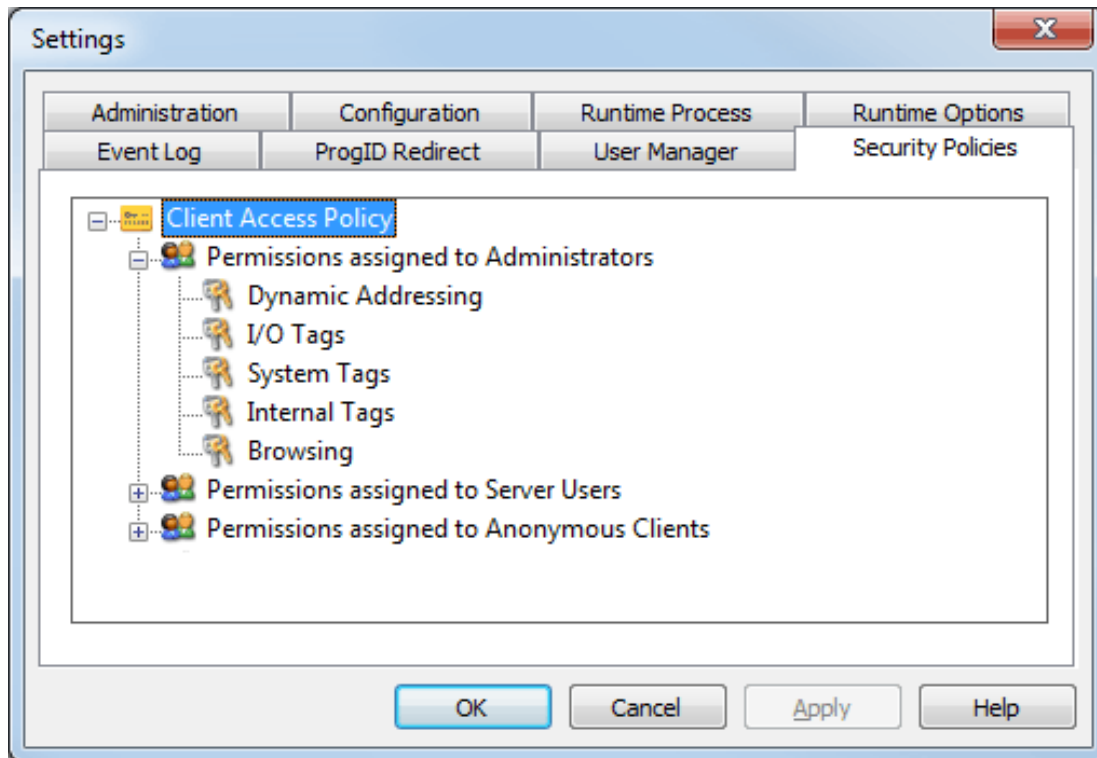 Settings
Administration Configuration Runtime Process Runtime Options
Event Log ProgID Redirect User Manager Security Policies
Client Access Policy
Permissions assigned to Administrators
Dynamic Addressing
I/O Tags
System Tags
Internal Tags
Browsing
Permissions assigned to Server Users
Permissions assigned to Anonymous Clients
OK Cancel Apply Help